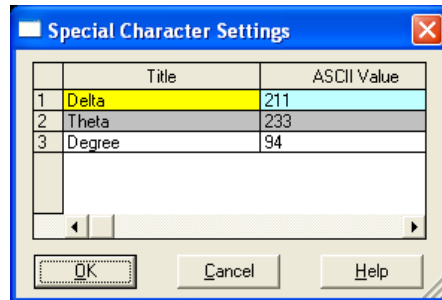 Special Character Settings
Title ASCII Value
1 Delta 211
2 Theta 233
3 Degree 94
OK Cancel Help